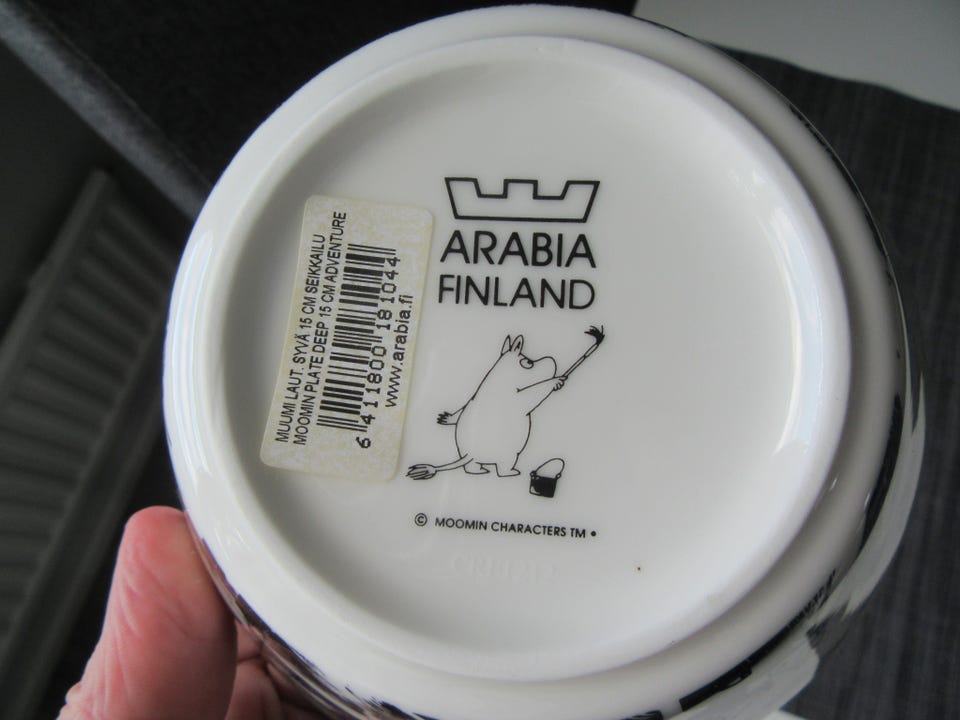 ARABIA
FINLAND
© MOOMIN CHARACTERS TM
MUUMI LAUT. SYVÄ 15 CM SEIKKAILU
MOOMIN PLATE DEEP 15 CM ADVENTURE
6 411800 181044
www.arabia.fi